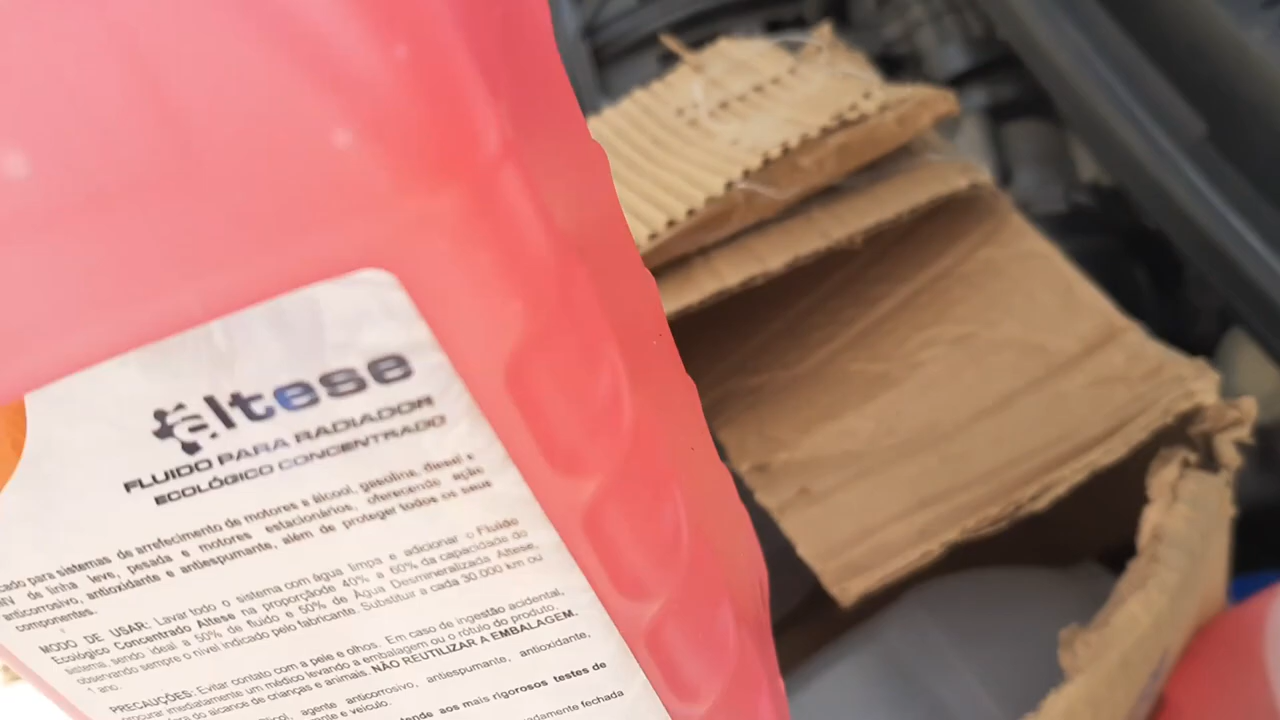 altese
FLUIDO PARA RADIADOR
ECOLÓGICO CONCENTRADO
para sistemas de arrefecimento de motores a álcool, gasolina, diesel e
de linha leve, pesada e motores estacionários, oferecendo ação
anticorrosivo, antioxidante e antiespumante, além de proteger todos os seus
componentes.
MODO DE USAR: Lavar todo o sistema com água limpa e adicionar o Fluido
Ecológico Concentrado Altese na proporçãode 40% a 60% da capacidade do
sistema, sendo ideal a 50% de fluido e 50% de Água Desmineralizada Altese,
observando sempre o nível indicado pelo fabricante. Substituir a cada 30.000 km ou
1 ano.
PRECAUÇÕES: Evitar contato com a pele e olhos. Em caso de ingestão acidental,
procurar imediatamente um médico levando a embalagem ou o rótulo do produto.
do alcance de crianças e animais. NÃO REUTILIZAR A EMBALAGEM.
agente anticorrosivo, antiespumante, antioxidante,
e veículo.
aos mais rigorosos testes de
fechada